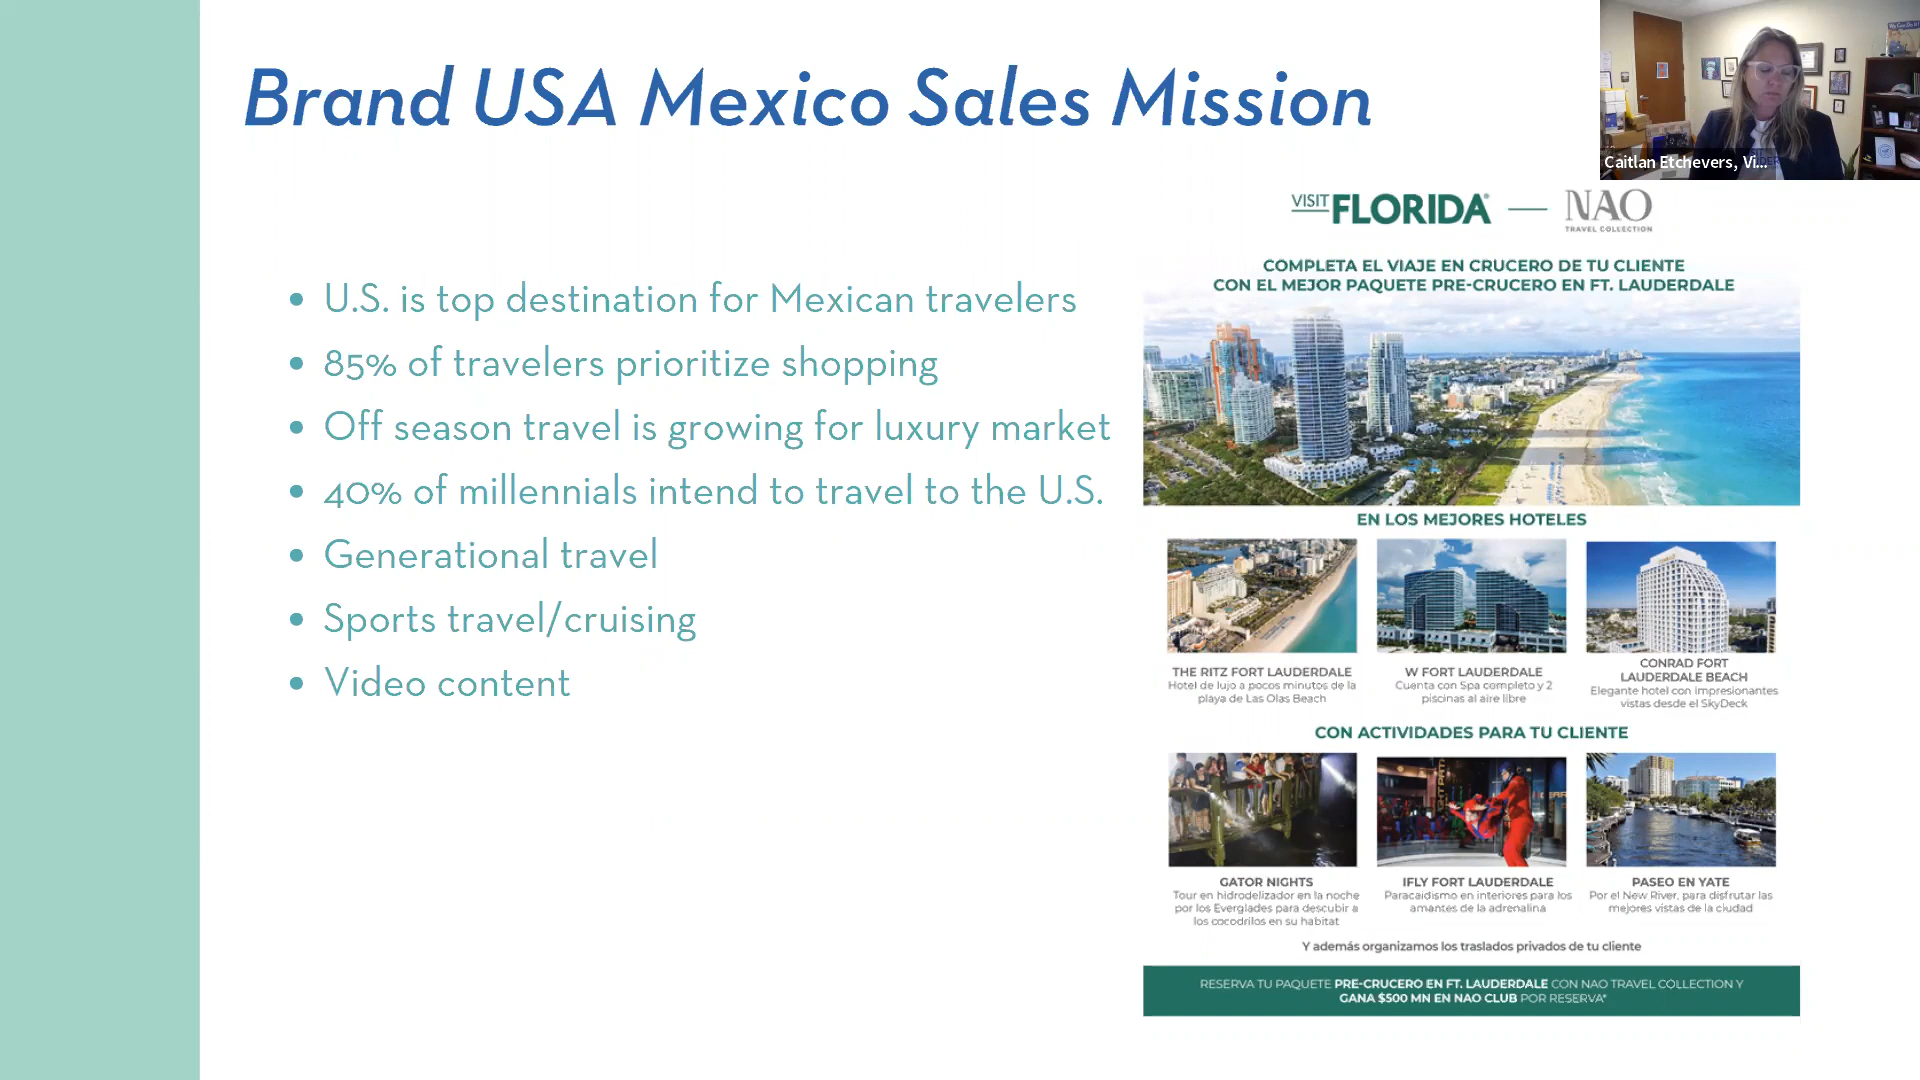 Brand USA Mexico Sales Mission
Caitlan Etchevers, Vi...
• U.S. is top destination for Mexican travelers
• 85% of travelers prioritize shopping
• Off season travel is growing for luxury market
• 40% of millennials intend to travel to the U.S.
• Generational travel
• Sports travel/cruising
• Video content
VISIT FLORIDA® — NAO
TRAVEL COLLECTION
COMPLETA EL VIAJE EN CRUCERO DE TU CLIENTE
CON EL MEJOR PAQUETE PRE-CRUCERO EN FT. LAUDERDALE
EN LOS MEJORES HOTELES
THE RITZ FORT LAUDERDALE
Hotel de lujo a pocos minutos de la
playa de Las Olas Beach
W FORT LAUDERDALE
Cuenta con Spa completo y 2
piscinas al aire libre
CONRAD FORT
LAUDERDALE BEACH
Elegante hotel con impresionantes
vistas desde el SkyDeck
CON ACTIVIDADES PARA TU CLIENTE
GATOR NIGHTS
Tour en hidrodelizador en la noche
por los Everglades para descubir a
los cocodrilos en su habitat
IFLY FORT LAUDERDALE
Paracaidismo en interiores para los
amantes de la adrenalina
PASEO EN YATE
Por el New River, para disfrutar las
mejores vistas de la ciudad
Y además organizamos los traslados privados de tu cliente
RESERVA TU PAQUETE PRE-CRUCERO EN FT. LAUDERDALE CON NAO TRAVEL COLLECTION Y
GANA $500 MN EN NAO CLUB POR RESERVA*